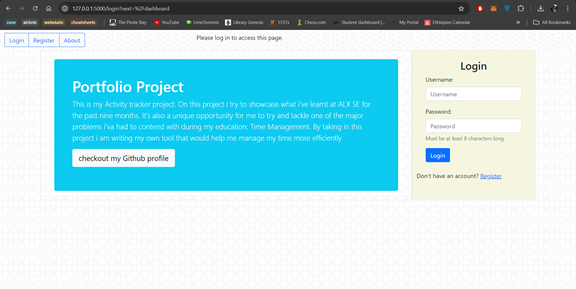 127.0.0.1:5000/login?next=%2Fdashboard
core
airbnb
webstatic
cheatsheets
The Pirate Bay
YouTube
LimeTorrents
Library Genesis
1337x
Chess.com
Student dashboard |...
My Portal
Ethiopian Calendar
»
All Bookmarks
Login
Register
About
Please log in to access this page.
Portfolio Project
This is my Activity tracker project. On this project i try to showcase what i've learnt at ALX SE for
the past nine months. It's also a unique opportunity for me to try and tackle one of the major
problems i'va had to contend with during my education: Time Management. By taking in this
project i am writing my own tool that would help me manage my time more efficiently
checkout my Github profile
Login
Username:
Username
Password:
Password
Must be at least 8 characters long.
Login
Don't have an account? Register